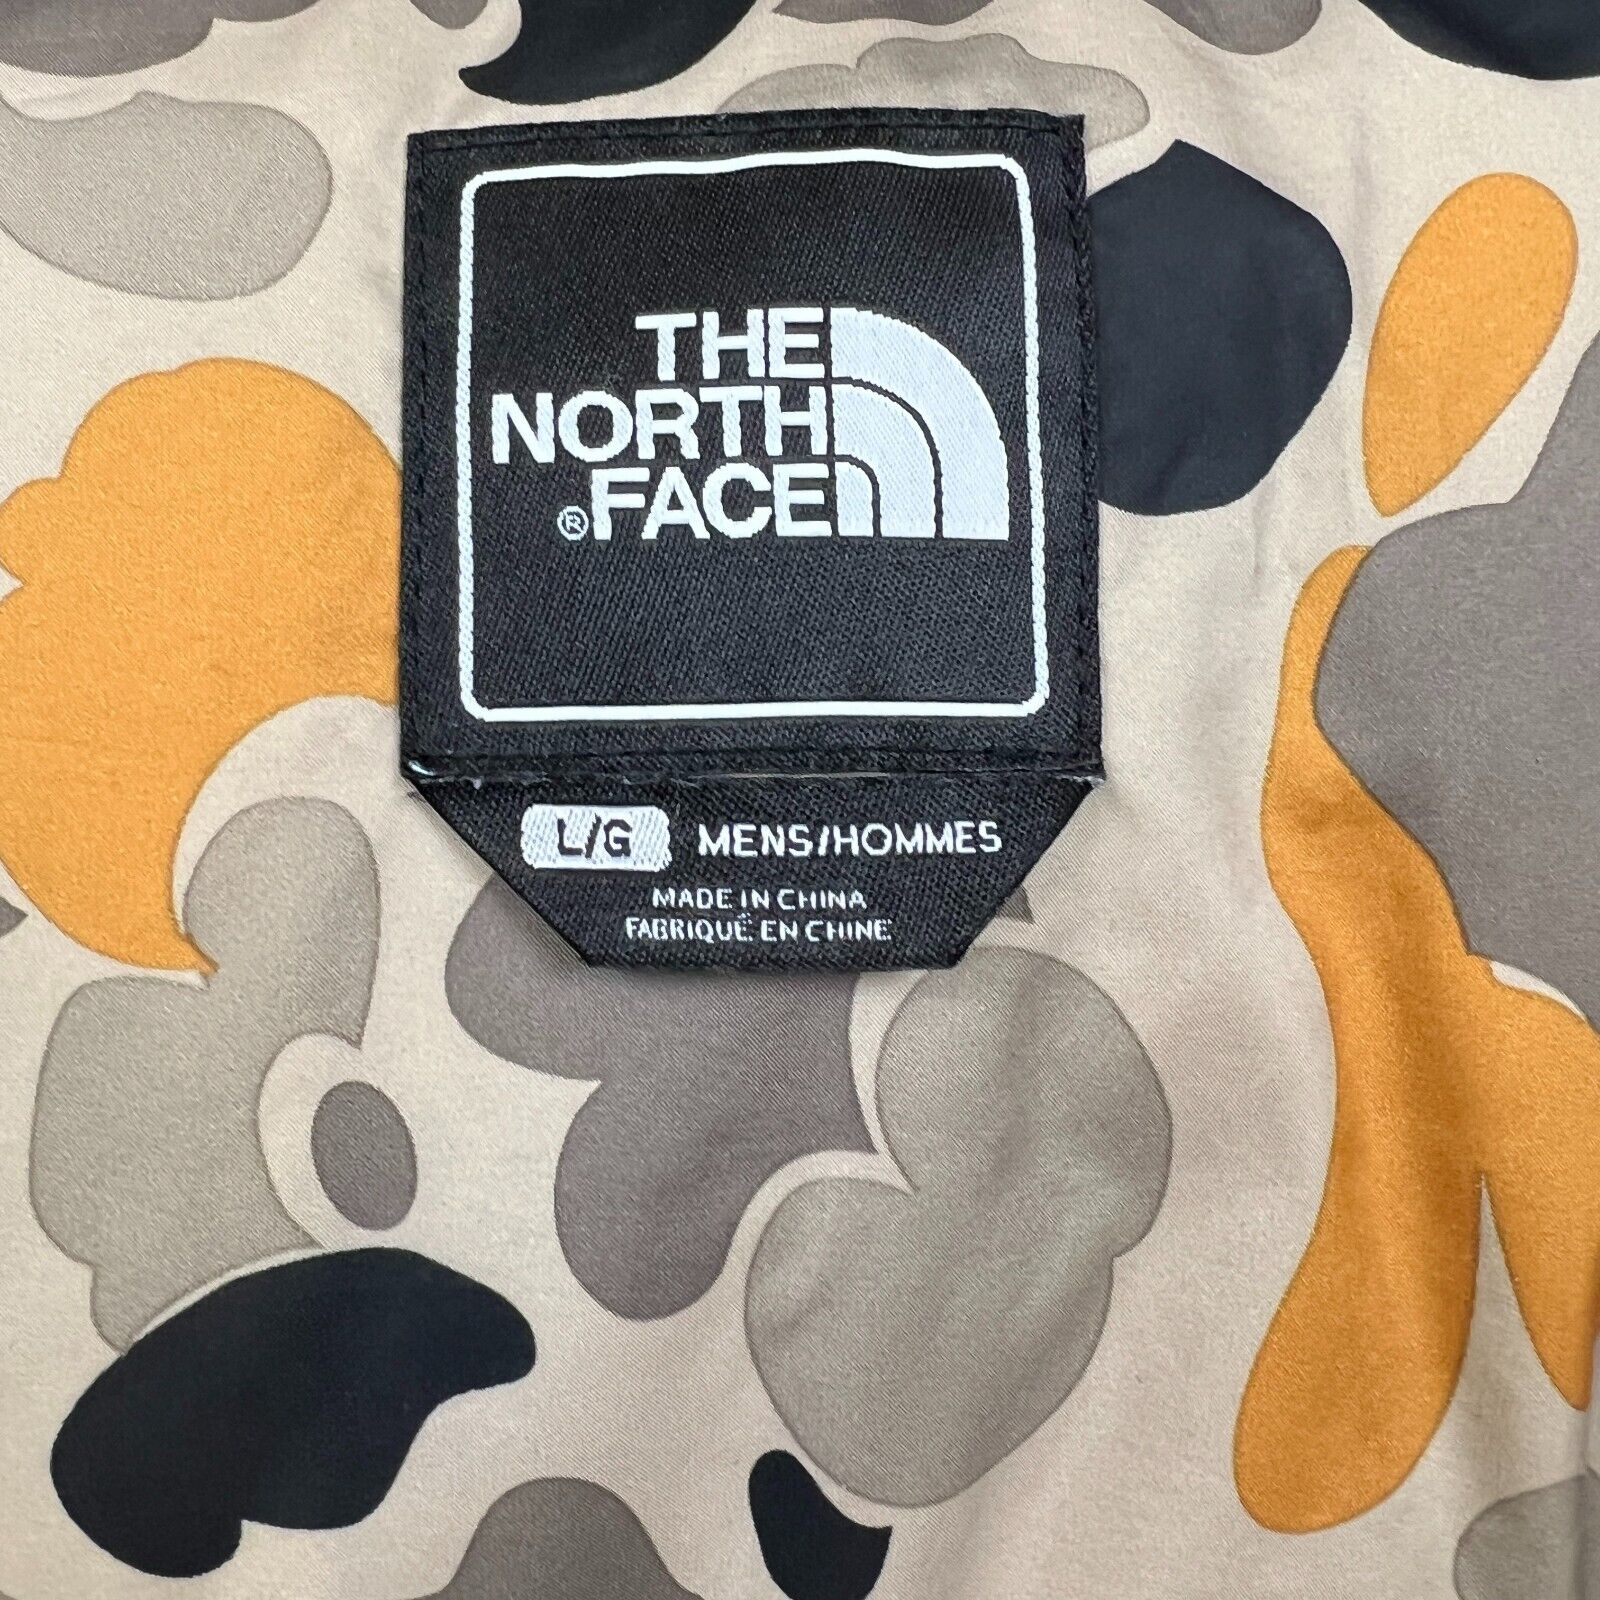 THE
NORTH
®FACE
L/G MENS/HOMMES
MADE IN CHINA
FABRIQUÉ EN CHINE